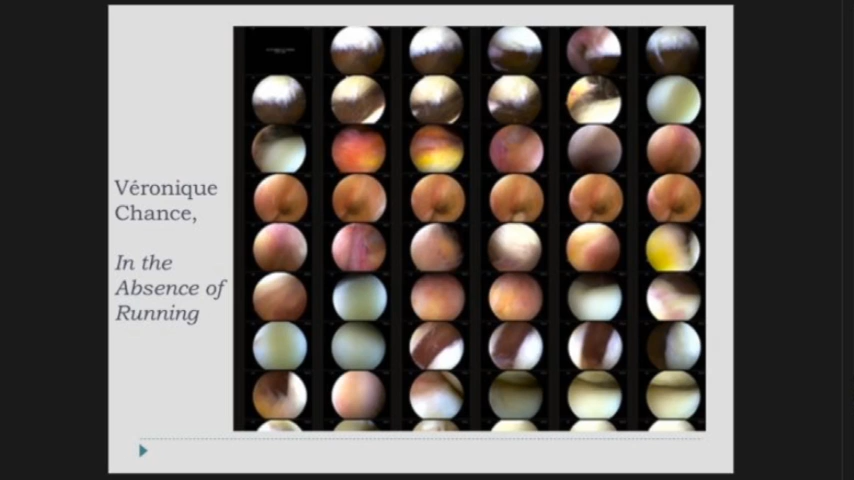 Véronique
Chance,
In the
Absence of
Running